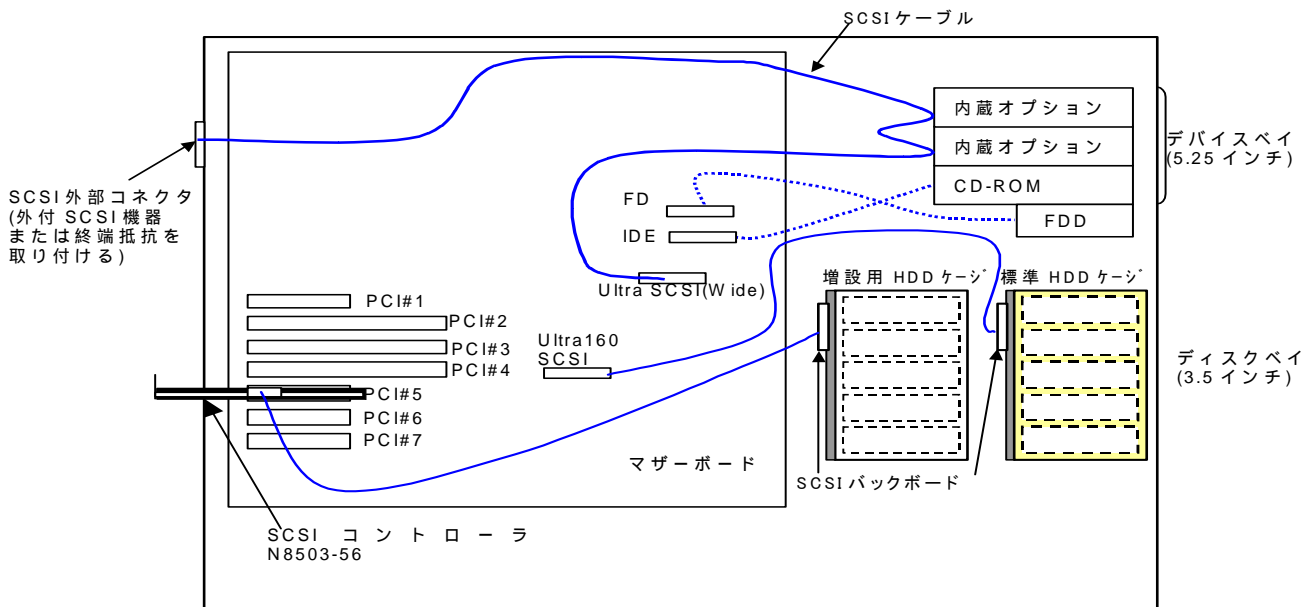 SCSIケーブル
内蔵オプション
内蔵オプション
CD-ROM
FDD
デバイスベイ
(5.25インチ)
SCSI外部コネクタ
(外付SCSI機器
または終端抵抗を
取り付ける)
FD
IDE
Ultra SCSI(Wide)
増設用HDDケージ
標準HDDケージ
PCI#1
PCI#2
PCI#3
PCI#4
PCI#5
PCI#6
PCI#7
Ultra160
SCSI
ディスクベイ
(3.5インチ)
マザーボード
SCSIバックボード
SCSI コントローラ
N8503-56